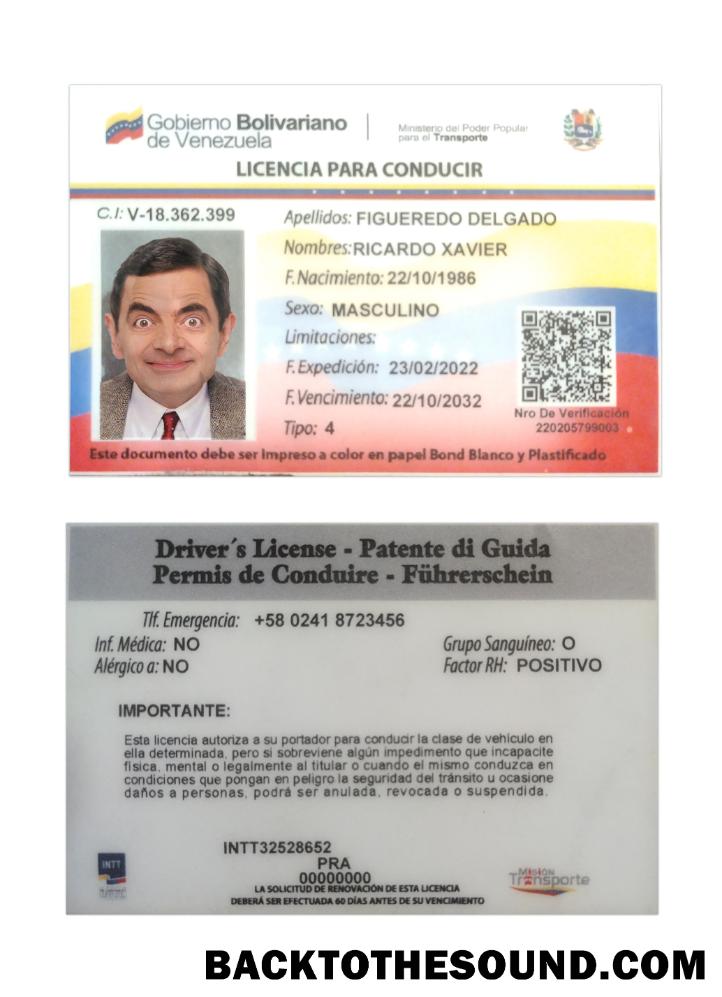 Gobierno Bolivariano
de Venezuela
Ministerio del Poder Popular
para el Transporte
LICENCIA PARA CONDUCIR
C.I: V-18.362.399
Apellidos: FIGUEREDO DELGADO
Nombres: RICARDO XAVIER
F.Nacimiento: 22/10/1986
Sexo: MASCULINO
Limitaciones:
F.Expedición: 23/02/2022
F.Vencimiento: 22/10/2032
Tipo: 4
Nro De Verificación
220205799003
Este documento debe ser impreso a color en papel Bond Blanco y Plastificado
Driver´s License - Patente di Guida
Permis de Conduire - Führerschein
Tlf. Emergencia: +58 0241 8723456
Inf. Médica: NO
Grupo Sanguíneo: O
Alérgico a: NO
Factor RH: POSITIVO
IMPORTANTE:
Esta licencia autoriza a su portador para conducir la clase de vehículo en
ella determinada, pero si sobreviene algún impedimento que incapacite
física, mental o legalmente al titular o cuando el mismo conduzca en
condiciones que pongan en peligro la seguridad del tránsito u ocasione
daños a personas, podrá ser anulada, revocada o suspendida.
INTT32528652
PRA
00000000
LA SOLICITUD DE RENOVACIÓN DE ESTA LICENCIA
DEBERÁ SER EFECTUADA 60 DÍAS ANTES DE SU VENCIMIENTO
INTT
Misión
Transporte
BACKTOTHESOUND.COM